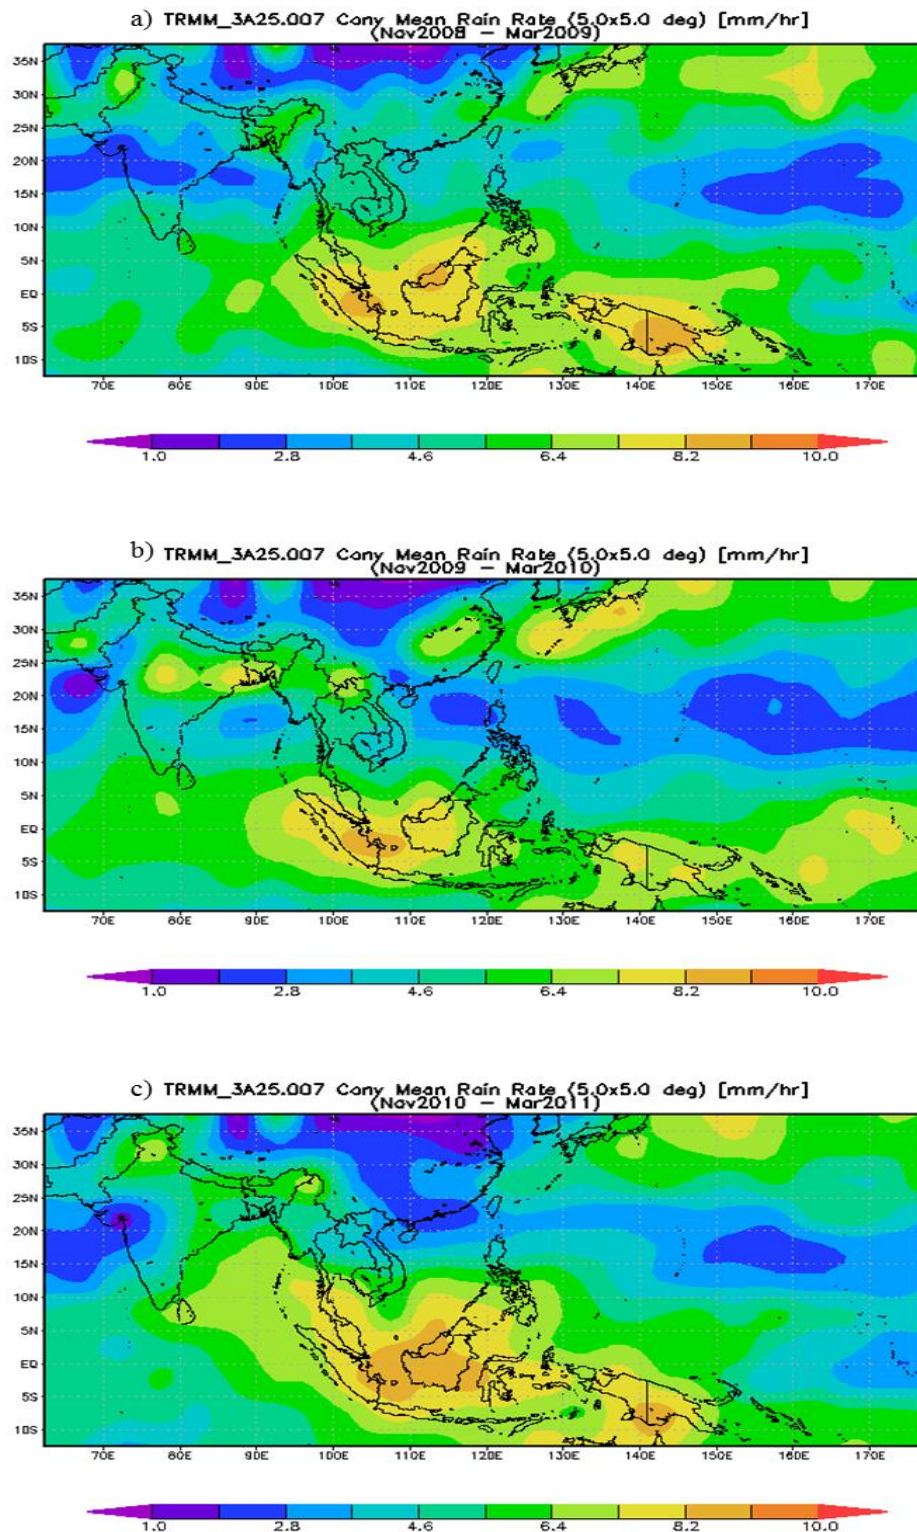 a) TRMM_3A25.007 Conv Mean Rain Rate (5.0x5.0 deg) [mm/hr]
(Nov2008 – Mar2009)
35N
30N
25N
20N
15N
10N
5N
EQ
5S
10S
70E 80E 90E 100E 110E 120E 130E 140E 150E 160E 170E
1.0 2.8 4.6 6.4 8.2 10.0
b) TRMM_3A25.007 Conv Mean Rain Rate (5.0x5.0 deg) [mm/hr]
(Nov2009 – Mar2010)
35N
30N
25N
20N
15N
10N
5N
EQ
5S
10S
70E 80E 90E 100E 110E 120E 130E 140E 150E 160E 170E
1.0 2.8 4.6 6.4 8.2 10.0
c) TRMM_3A25.007 Conv Mean Rain Rate (5.0x5.0 deg) [mm/hr]
(Nov2010 – Mar2011)
35N
30N
25N
20N
15N
10N
5N
EQ
5S
10S
70E 80E 90E 100E 110E 120E 130E 140E 150E 160E 170E
1.0 2.8 4.6 6.4 8.2 10.0